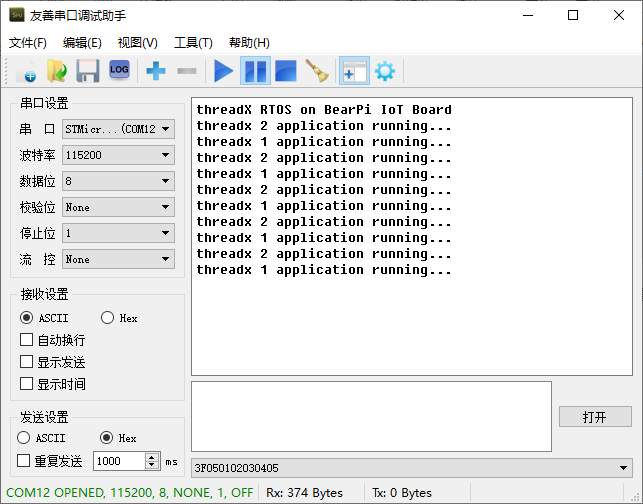 友善串口调试助手
文件(F) 编辑(E) 视图(V) 工具(T) 帮助(H)
LOG
串口设置
串 口 STMicr...(COM12
波特率 115200
数据位 8
校验位 None
停止位 1
流 控 None
接收设置
ASCII Hex
自动换行
显示发送
显示时间
发送设置
ASCII Hex
重复发送 1000 ms
threadX RTOS on BearPi IoT Board
threadx 2 application running...
threadx 1 application running...
threadx 2 application running...
threadx 1 application running...
threadx 2 application running...
threadx 1 application running...
threadx 2 application running...
threadx 1 application running...
threadx 2 application running...
threadx 1 application running...
打开
3F050102030405
COM12 OPENED, 115200, 8, NONE, 1, OFF Rx: 374 Bytes Tx: 0 Bytes